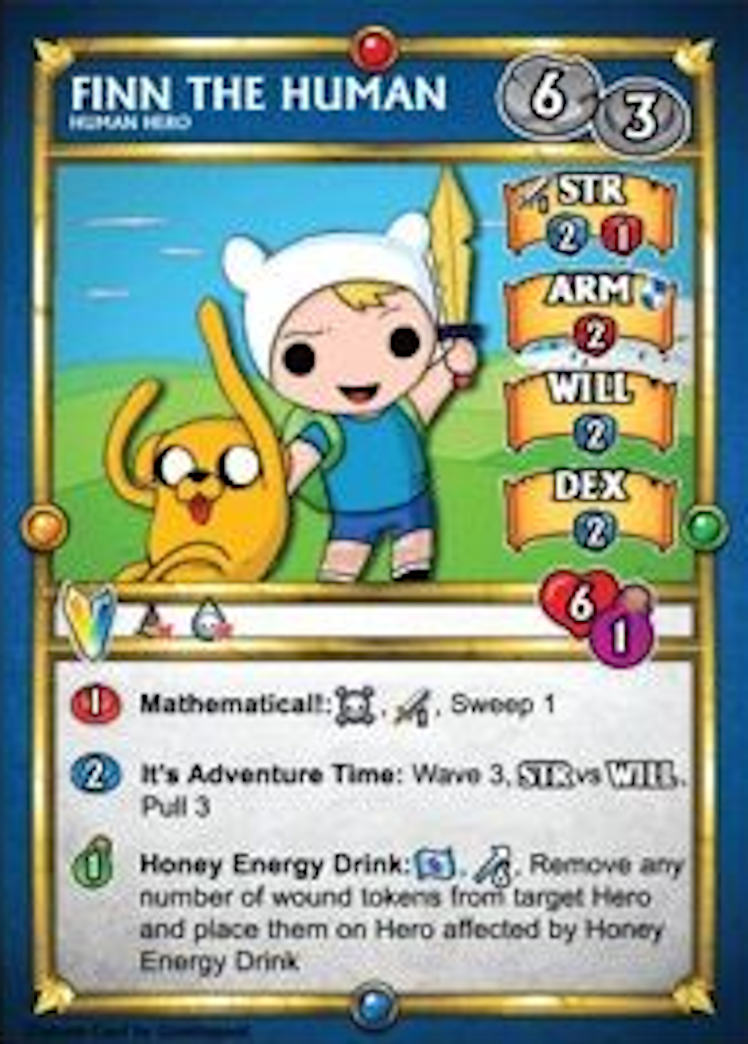 FINN THE HUMAN
HUMAN HERO
6
3
STR
2 1
ARM
2
WILL
2
DEX
2
6
1
1 Mathematical!: , , Sweep 1
2 It's Adventure Time: Wave 3, STR vs WILL,
Pull 3
1 Honey Energy Drink: , , Remove any
number of wound tokens from target Hero
and place them on Hero affected by Honey
Energy Drink